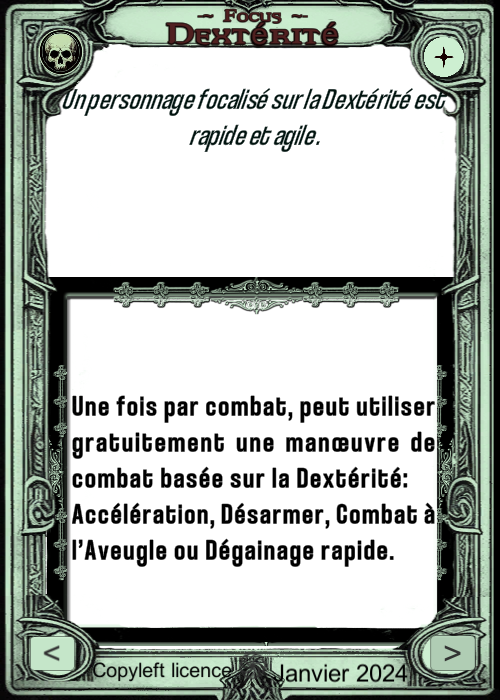 ~ Focus ~
Dextérité
Un personnage focalisé sur la Dextérité est
rapide et agile.
Une fois par combat, peut utiliser
gratuitement une manœuvre de
combat basée sur la Dextérité:
Accélération, Désarmer, Combat à
l'Aveugle ou Dégainage rapide.
< Copyleft licence Janvier 2024 >